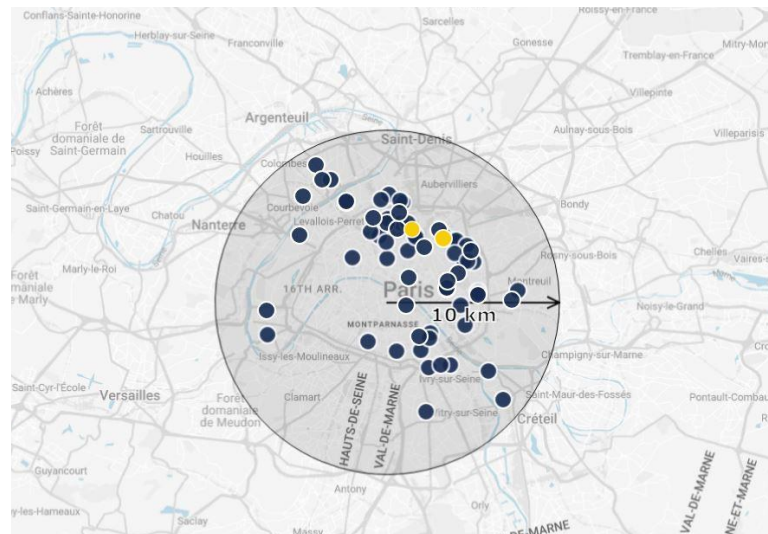 Conflans-Sainte-Honorine
Roissy-en-France
Sarcelles
Herblay-sur-Seine
Franconville
Gonesse
Mitry-Mor
Tremblay-en-France
Achères
Villepinte
Seine
Argenteuil
Forêt
domaniale de
Saint-Germain
Sartrouville
Saint-Denis
Aulnay-sous-Bois
Villeparisis
Poissy
Houilles
Colombes
Aubervilliers
Saint-Germain-en-Laye
Chatou
Courbevoie
Bondy
Nanterre
Levallois-Perret
Rosny-sous-Bois
Chelles
Vaires
Marly-le-Roi
Forêt
maniale
e Marly
16TH ARR.
Paris
Montreuil
10 km
Noisy-le-Grand
MONTPARNASSE
Issy-les-Moulineaux
Champigny-sur-Marne
Saint-Cyr-l'École
Versailles
Clamart
Ivry-sur-Seine
Saint-Maur-des-Fossés
Pontault-Combau
Forêt
domaniale
de Meudon
HAUTS-DE-SEINE
VAL-DE-MARNE
Vitry-sur-Seine
Créteil
Guyancourt
Antony
Orly
VAL-DE-MARNE
NE-ET-MARNE
y-les-Hameaux
Saclay
Massy
DE-MARNE